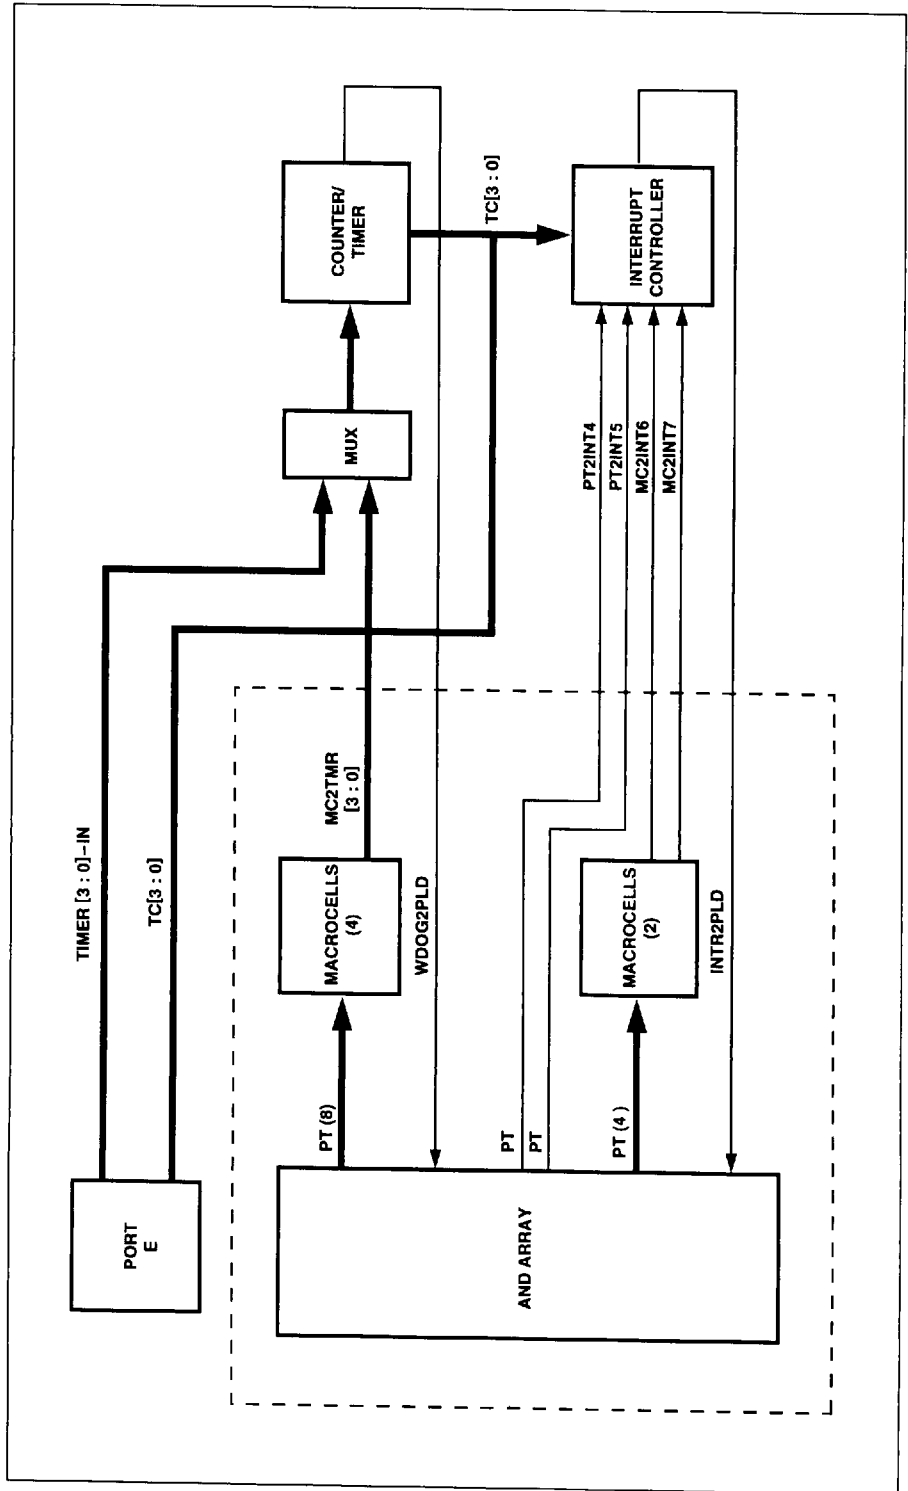 PORT
E
TIMER [3 : 0]-IN
TC[3 : 0]
MUX
COUNTER/
TIMER
TC[3 : 0]
INTERRUPT
CONTROLLER
AND ARRAY
PT (8)
MACROCELLS
(4)
MC2TMR
[3 : 0]
WDOG2PLD
PT
PT
PT2INT4
PT2INT5
MC2INT6
MC2INT7
PT (4 )
MACROCELLS
(2)
INTR2PLD